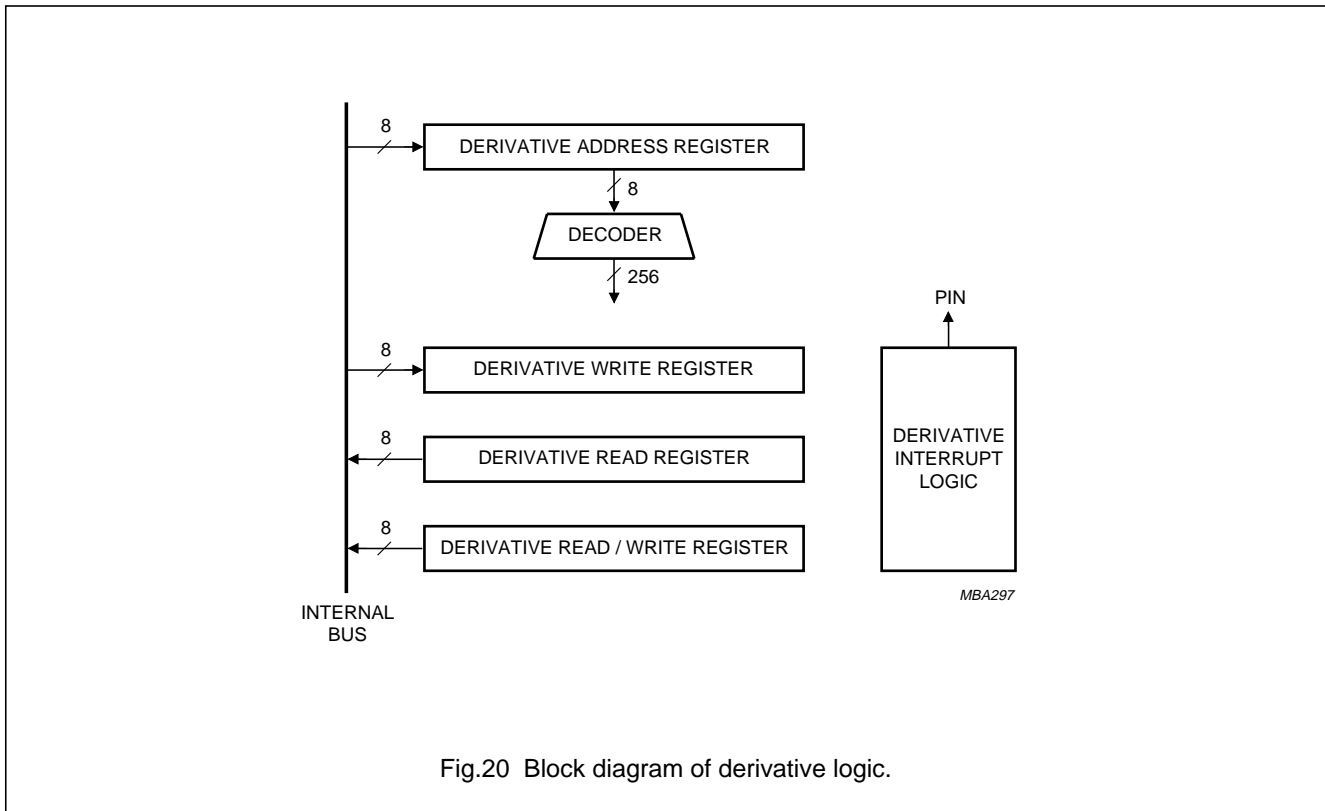 8
DERIVATIVE ADDRESS REGISTER
8
DECODER
256
PIN
8
DERIVATIVE WRITE REGISTER
8
DERIVATIVE READ REGISTER
DERIVATIVE
INTERRUPT
LOGIC
8
DERIVATIVE READ / WRITE REGISTER
MBA297
INTERNAL
BUS
Fig.20 Block diagram of derivative logic.